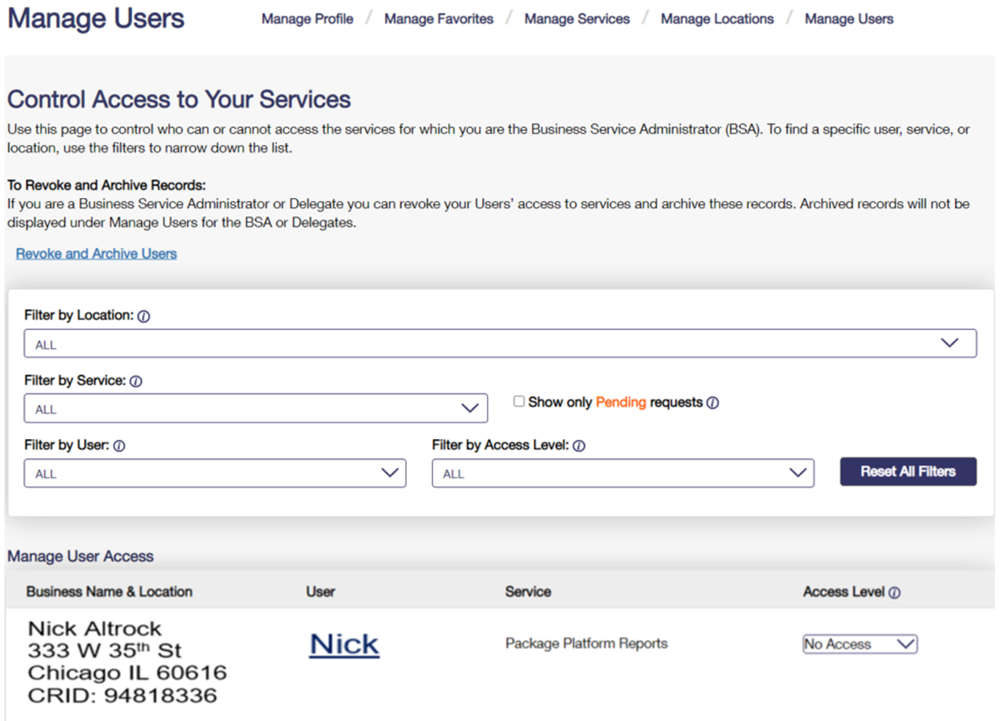 Manage Users
Manage Profile / Manage Favorites / Manage Services / Manage Locations / Manage Users
Control Access to Your Services
Use this page to control who can or cannot access the services for which you are the Business Service Administrator (BSA). To find a specific user, service, or
location, use the filters to narrow down the list.
To Revoke and Archive Records:
If you are a Business Service Administrator or Delegate you can revoke your Users' access to services and archive these records. Archived records will not be
displayed under Manage Users for the BSA or Delegates.
Revoke and Archive Users
Filter by Location: i
ALL
Filter by Service: i
ALL
Show only Pending requests i
Filter by User: i
ALL
Filter by Access Level: i
ALL
Reset All Filters
Manage User Access
Business Name & Location User Service Access Level i
Nick Altrock
333 W 35th St
Chicago IL 60616
CRID: 94818336
Nick
Package Platform Reports
No Access